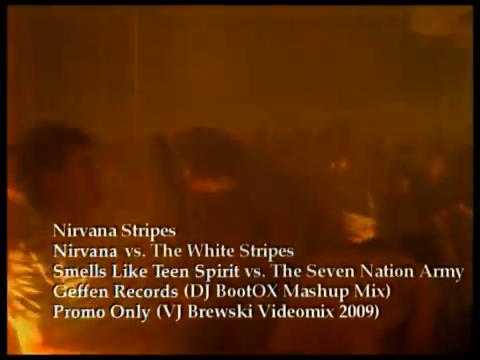 Nirvana Stripes
Nirvana vs. The White Stripes
Smells Like Teen Spirit vs. The Seven Nation Army
Geffen Records (DJ BootOX Mashup Mix)
Promo Only (VJ Brewski Videomix 2009)